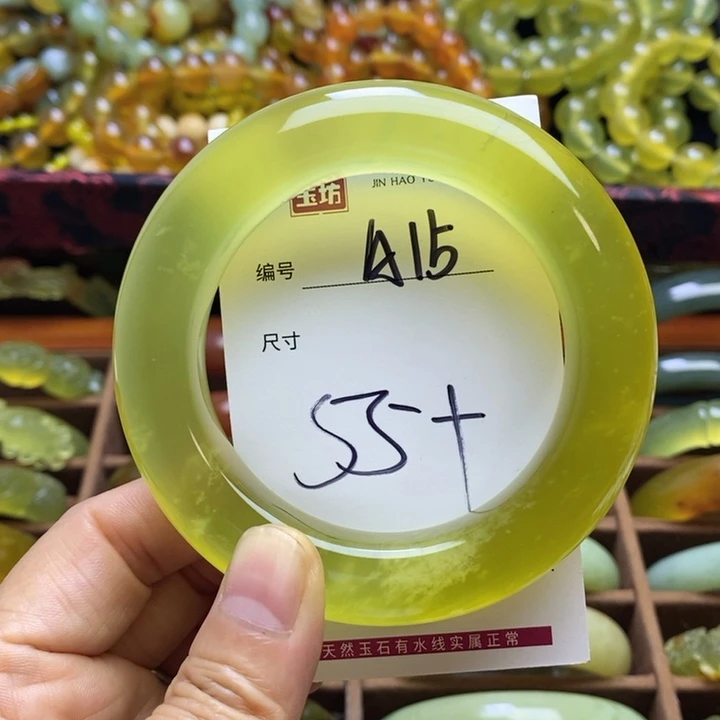 玉坊
JIN HAO
编号 A15
尺寸
55+
天然玉石有水线实属正常